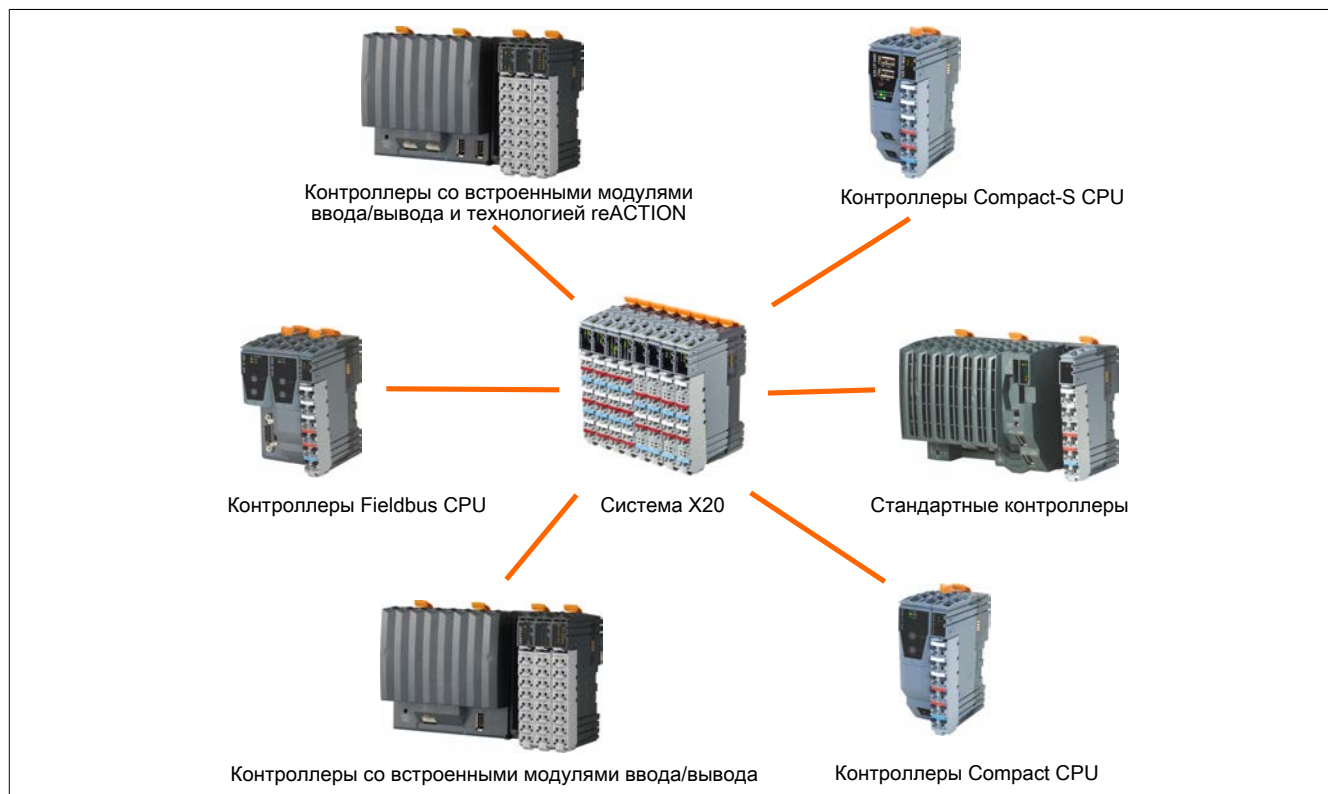 Контроллеры со встроенными модулями
ввода/вывода и технологией reACTION
Контроллеры Compact-S CPU
Контроллеры Fieldbus CPU
Система X20
Стандартные контроллеры
Контроллеры со встроенными модулями ввода/вывода
Контроллеры Compact CPU